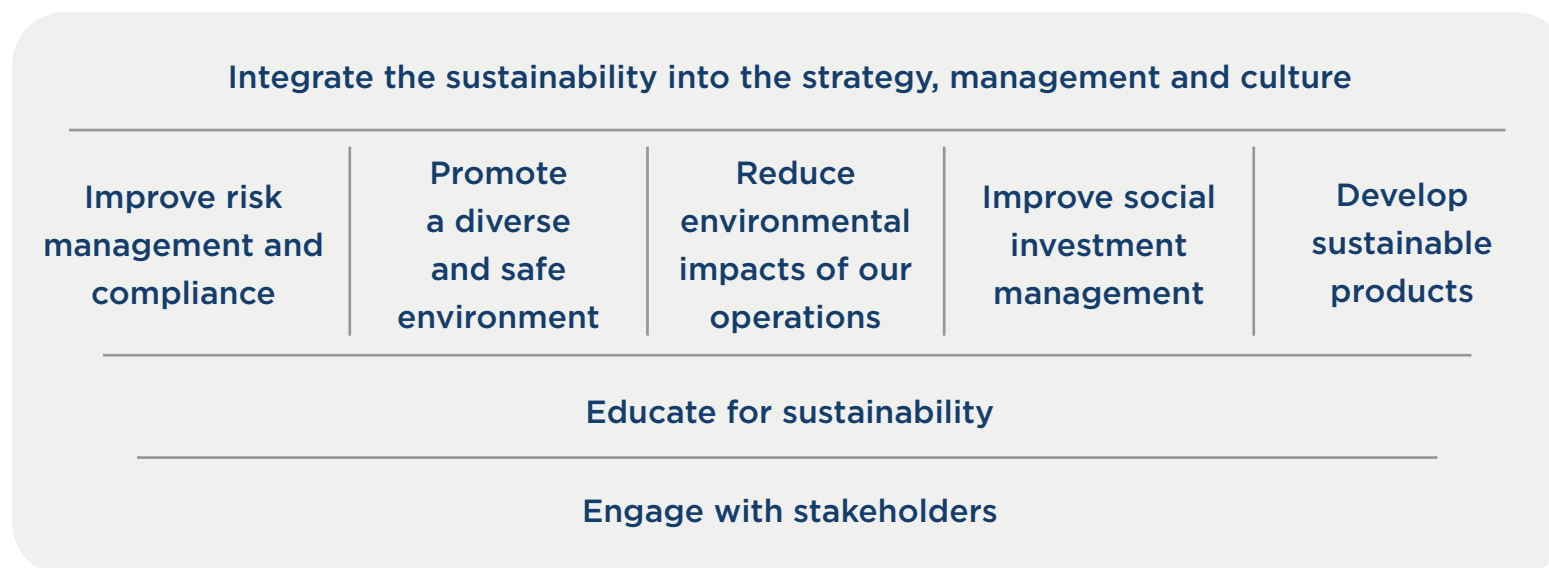 Integrate the sustainability into the strategy, management and culture
Improve risk
management and
compliance
Promote
a diverse
and safe
environment
Reduce
environmental
impacts of our
operations
Improve social
investment
management
Develop
sustainable
products
Educate for sustainability
Engage with stakeholders